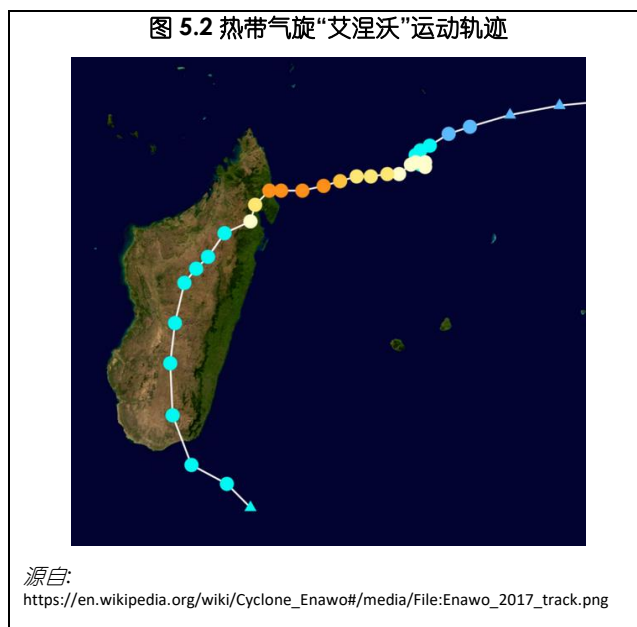 图 5.2 热带气旋“艾涅沃”运动轨迹
源自:
https://en.wikipedia.org/wiki/Cyclone_Enawo#/media/File:Enawo_2017_track.png